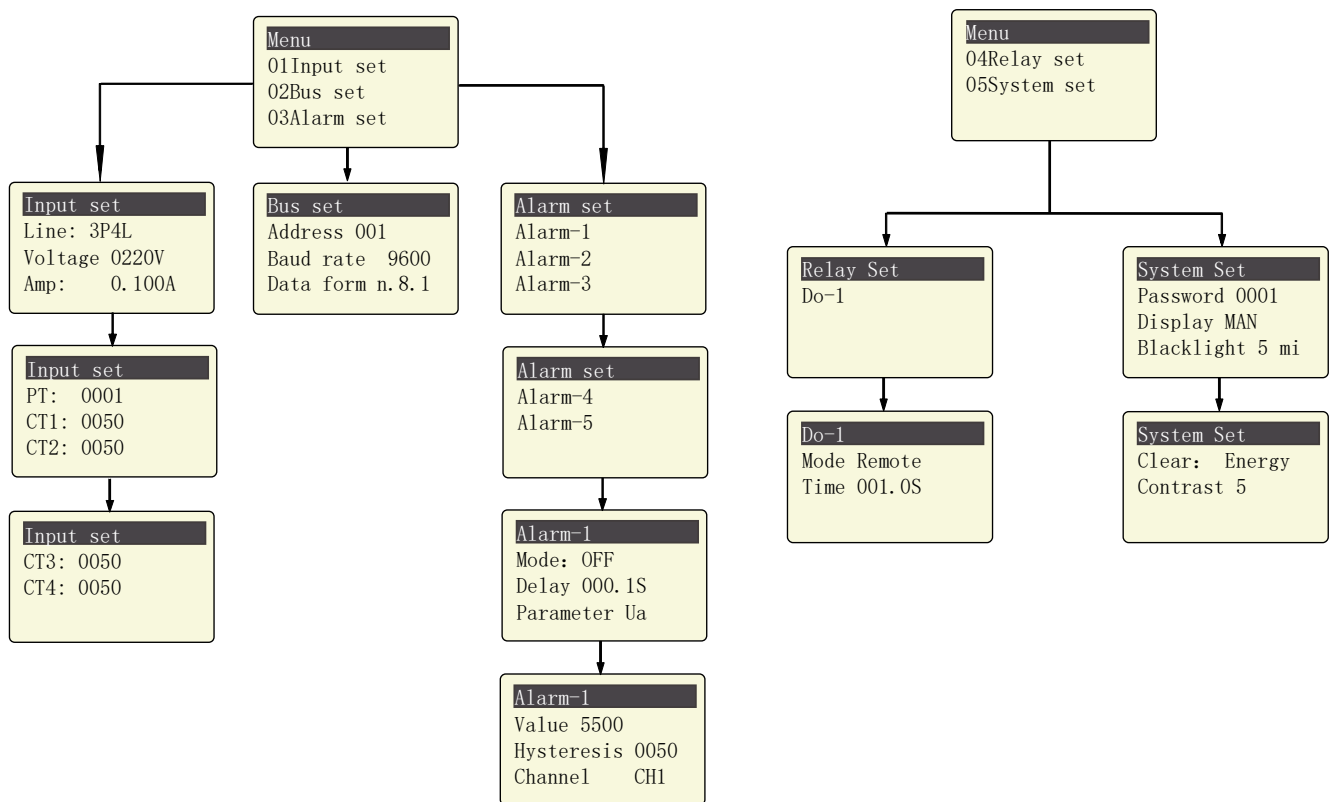 Menu
01Input set
02Bus set
03Alarm set
Input set
Line: 3P4L
Voltage 0220V
Amp: 0.100A
Input set
PT: 0001
CT1: 0050
CT2: 0050
Input set
CT3: 0050
CT4: 0050
Bus set
Address 001
Baud rate 9600
Data form n.8.1
Alarm set
Alarm-1
Alarm-2
Alarm-3
Alarm set
Alarm-4
Alarm-5
Alarm-1
Mode: OFF
Delay 000.1S
Parameter Ua
Alarm-1
Value 5500
Hysteresis 0050
Channel CH1
Menu
04Relay set
05System set
Relay Set
Do-1
Do-1
Mode Remote
Time 001.0S
System Set
Password 0001
Display MAN
Blacklight 5 mi
System Set
Clear: Energy
Contrast 5